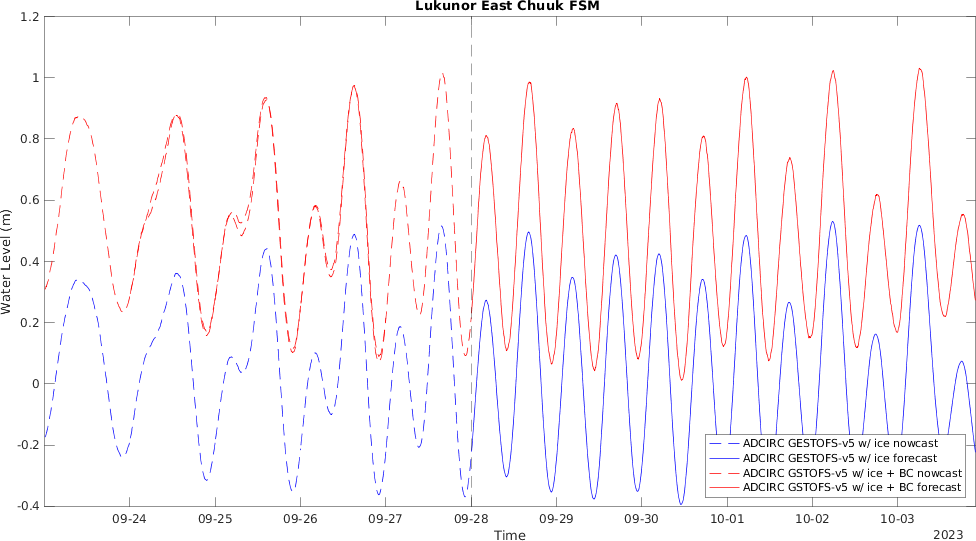 Lukunor East Chuuk FSM
1.2
1
0.8
0.6
0.4
0.2
0
-0.2
-0.4
Water Level (m)
ADCIRC GESTOFS-v5 w/ ice nowcast
ADCIRC GESTOFS-v5 w/ ice forecast
ADCIRC GSTOFS-v5 w/ ice + BC nowcast
ADCIRC GSTOFS-v5 w/ ice + BC forecast
09-24 09-25 09-26 09-27 09-28 09-29 09-30 10-01 10-02 10-03
Time
2023